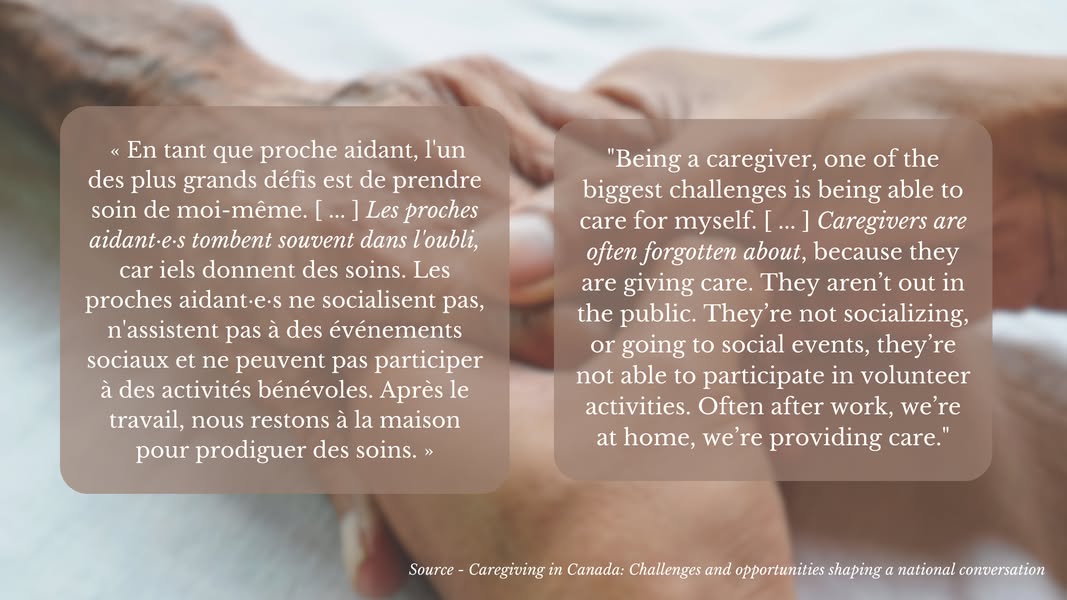 « En tant que proche aidant, l'un
des plus grands défis est de prendre
soin de moi-même. [ ... ] Les proches
aidant·e·s tombent souvent dans l'oubli,
car iels donnent des soins. Les
proches aidant·e·s ne socialisent pas,
n'assistent pas à des événements
sociaux et ne peuvent pas participer
à des activités bénévoles. Après le
travail, nous restons à la maison
pour prodiguer des soins. »
"Being a caregiver, one of the
biggest challenges is being able to
care for myself. [ ... ] Caregivers are
often forgotten about, because they
are giving care. They aren’t out in
the public. They’re not socializing,
or going to social events, they’re
not able to participate in volunteer
activities. Often after work, we’re
at home, we’re providing care."
Source - Caregiving in Canada: Challenges and opportunities shaping a national conversation